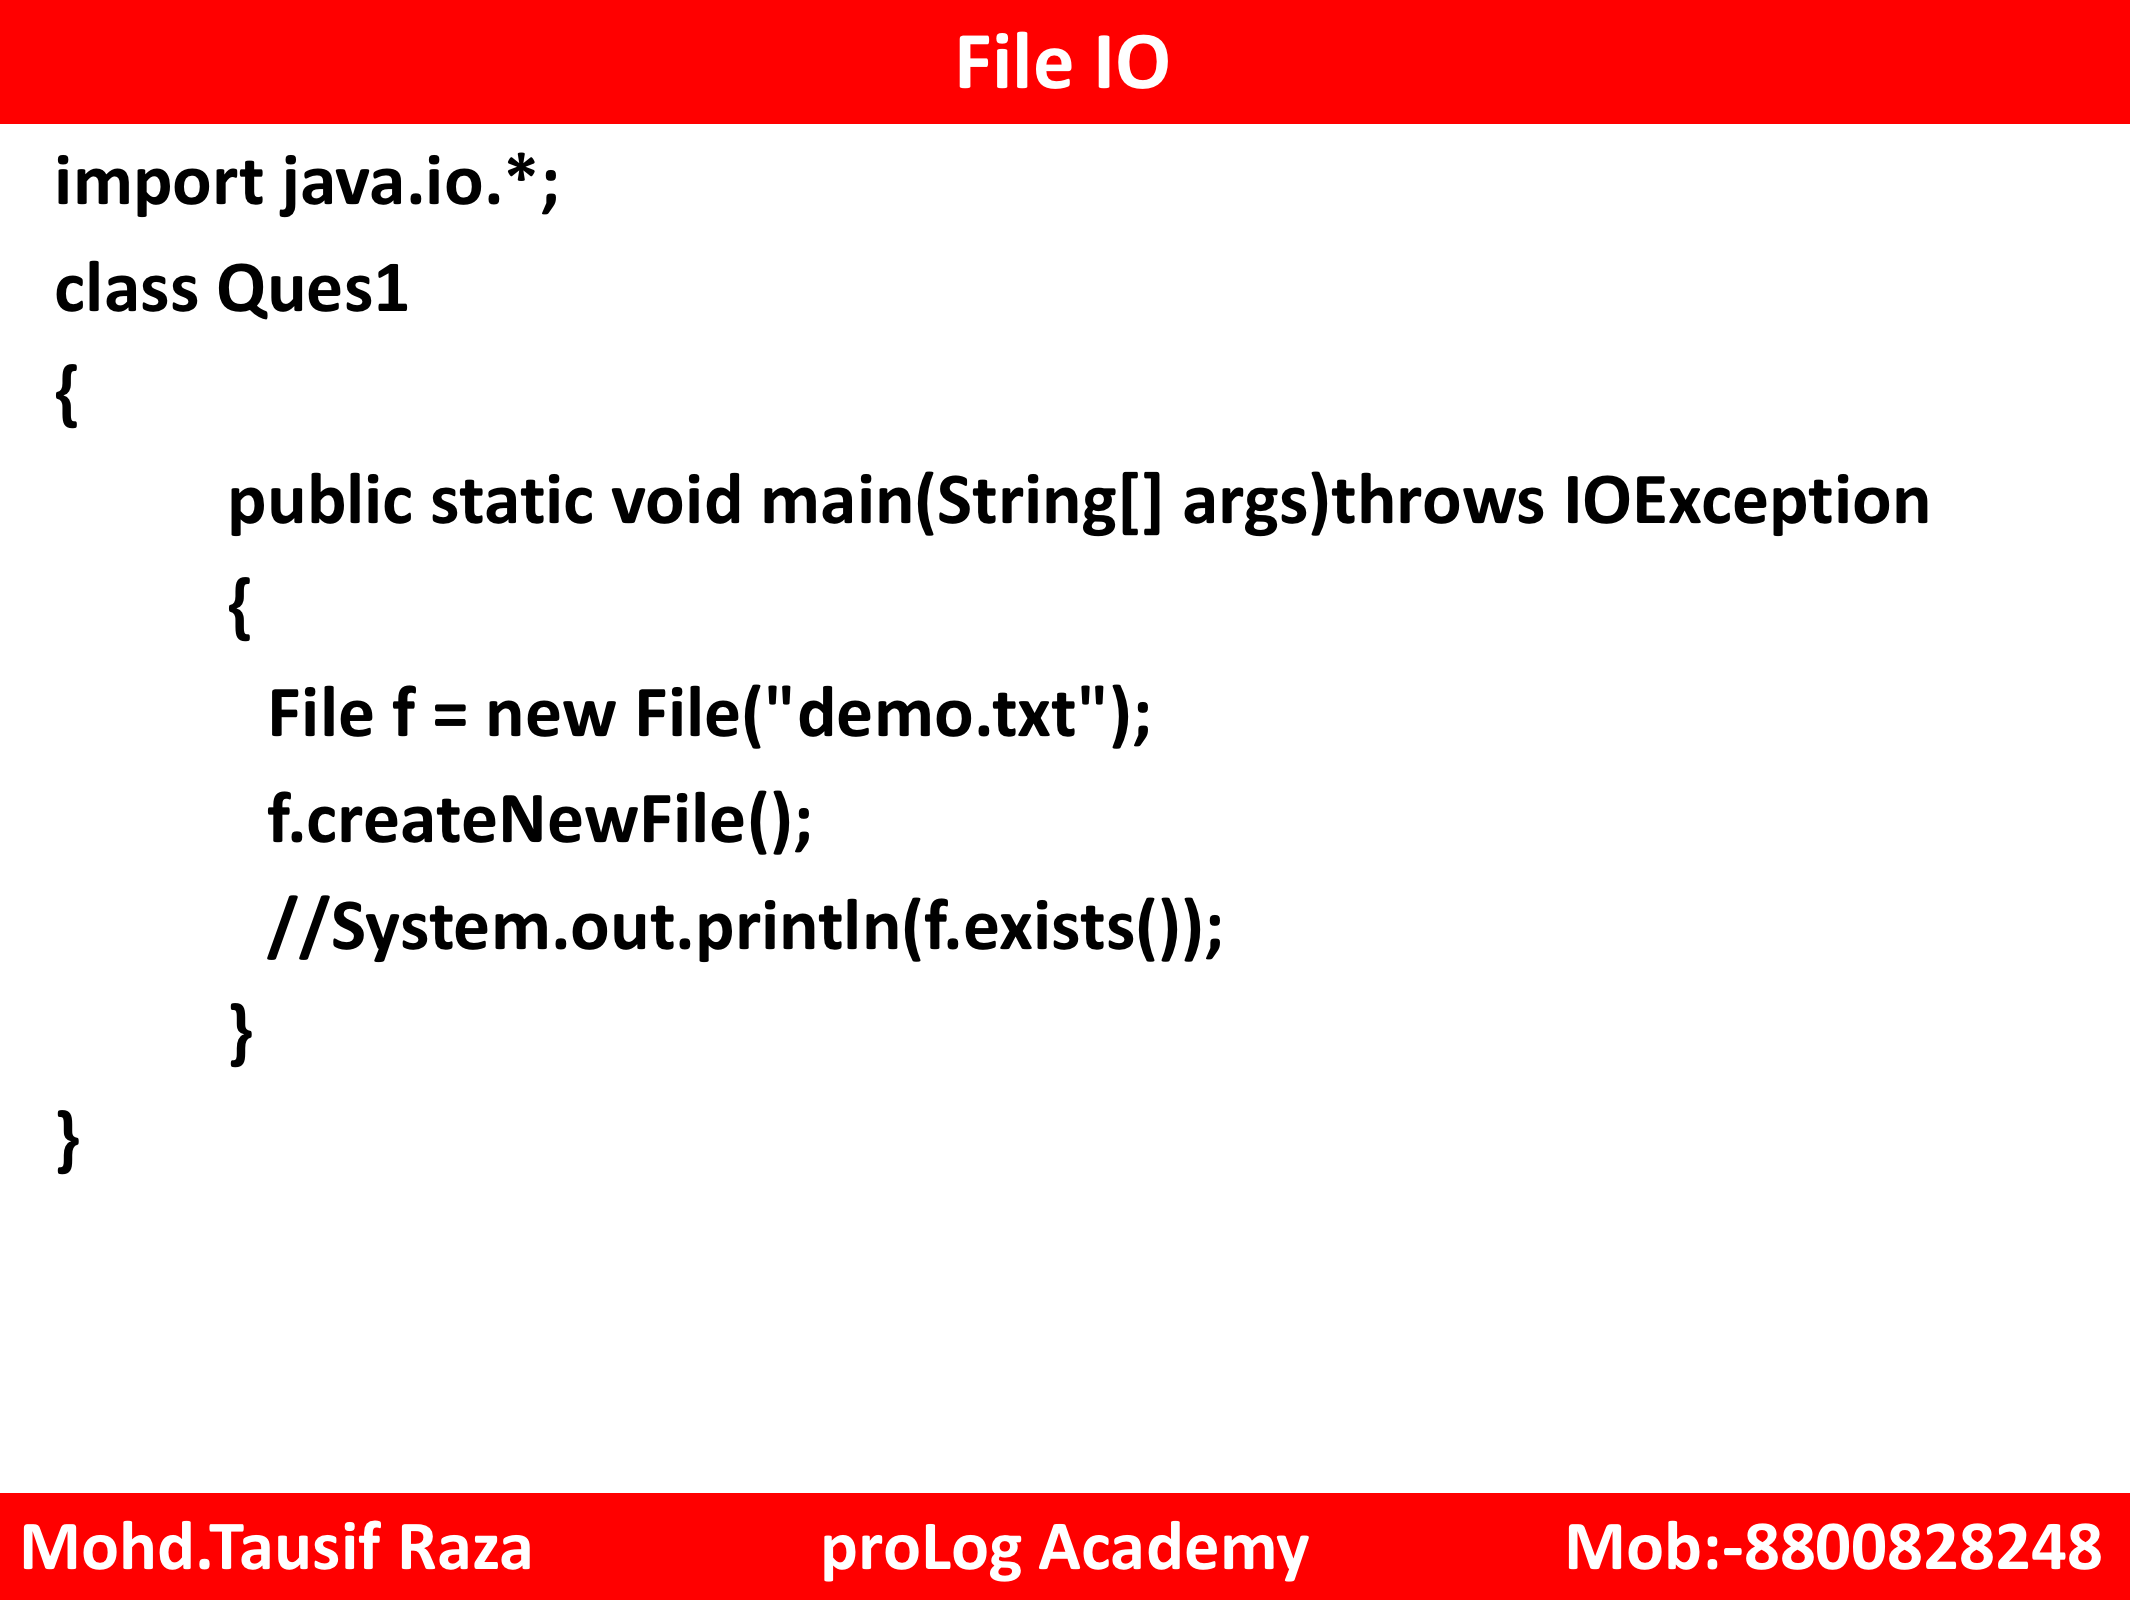 File IO
import java.io.*;
class Ques1
{
public static void main(String[] args)throws IOException
{
File f = new File("demo.txt");
f.createNewFile();
//System.out.println(f.exists());
}
}
Mohd.Tausif Raza proLog Academy Mob:-8800828248